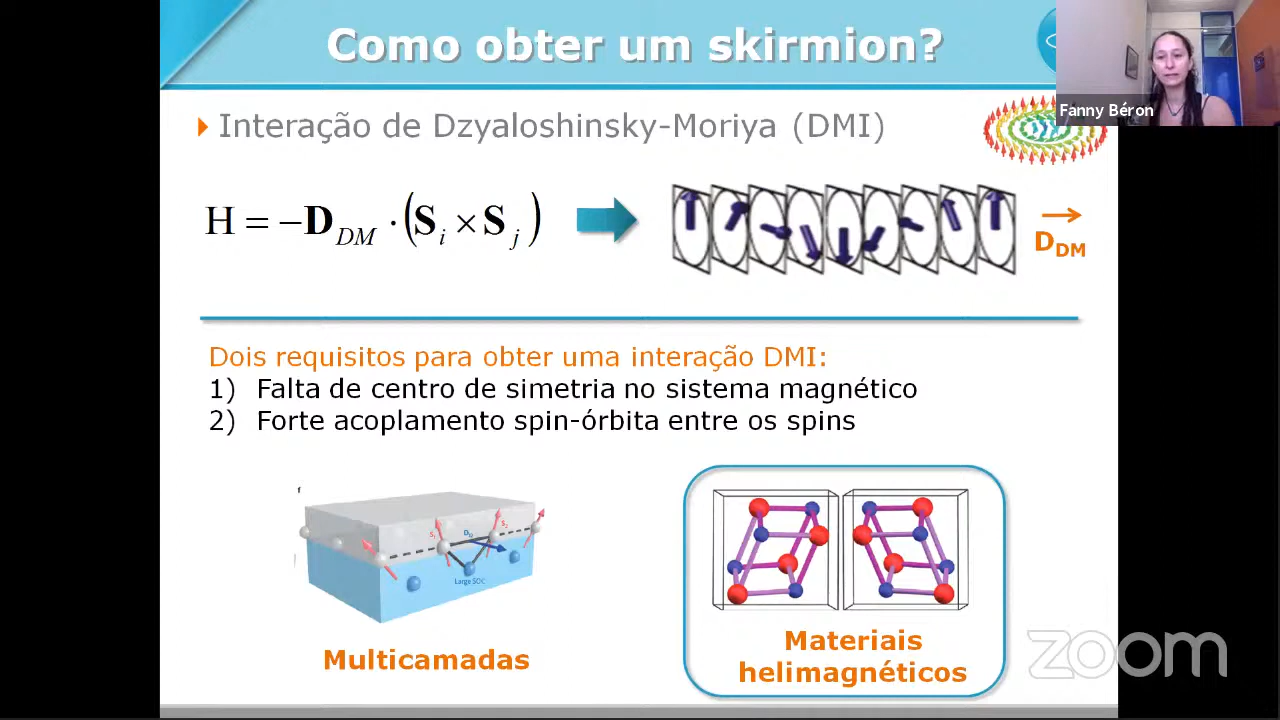 Como obter um skirmion?
Fanny Béron
Interação de Dzyaloshinsky-Moriya (DMI)
H = −D_DM · (S_i × S_j)
D_DM
Dois requisitos para obter uma interação DMI:
1) Falta de centro de simetria no sistema magnético
2) Forte acoplamento spin-órbita entre os spins
S₁
S₂
Large SOC
Multicamadas
Materiais
helimagnéticos
zoom